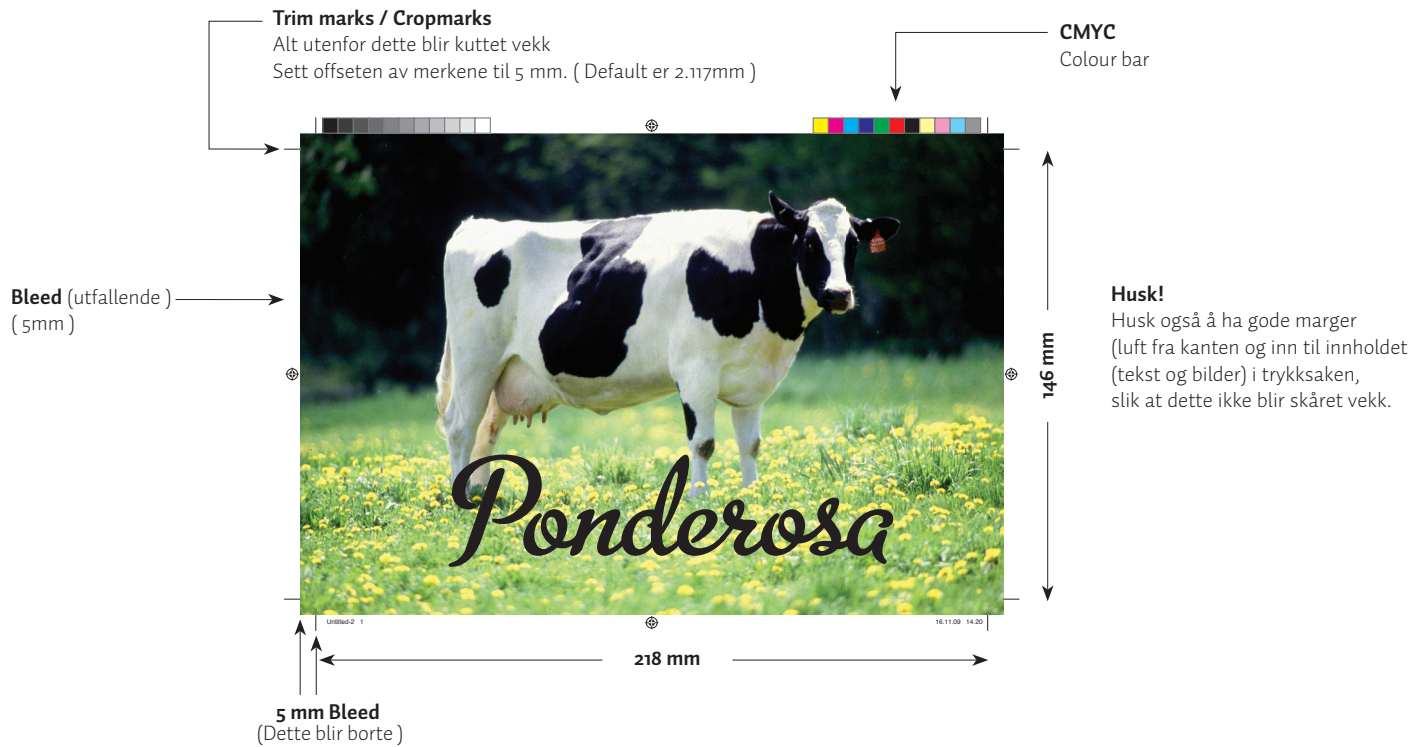 Trim marks / Cropmarks
Alt utenfor dette blir kuttet vekk
Sett offseten av merkene til 5 mm. ( Default er 2.117mm )
CMYC
Colour bar
Bleed (utfallende )
( 5mm )
146 mm
Husk!
Husk også å ha gode marger
(luft fra kanten og inn til innholdet
(tekst og bilder) i trykksaken,
slik at dette ikke blir skåret vekk.
Ponderosa
Untitled-2 1
16.11.09 14.20
218 mm
5 mm Bleed
(Dette blir borte )